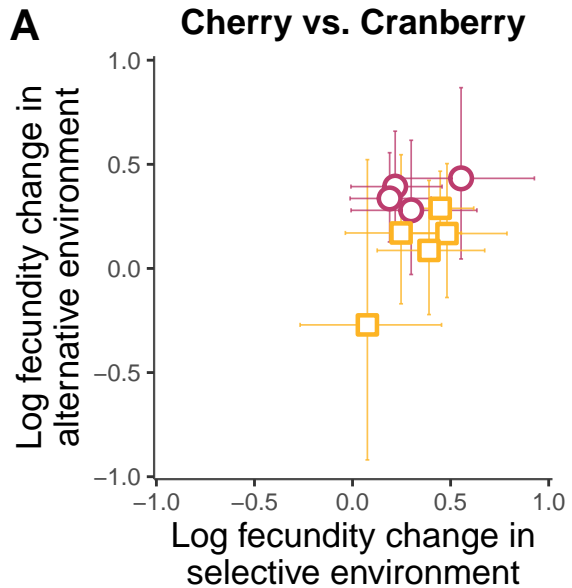 A
Cherry vs. Cranberry
Log fecundity change in
alternative environment
1.0
0.5
0.0
−0.5
−1.0
−1.0 −0.5 0.0 0.5 1.0
Log fecundity change in
selective environment